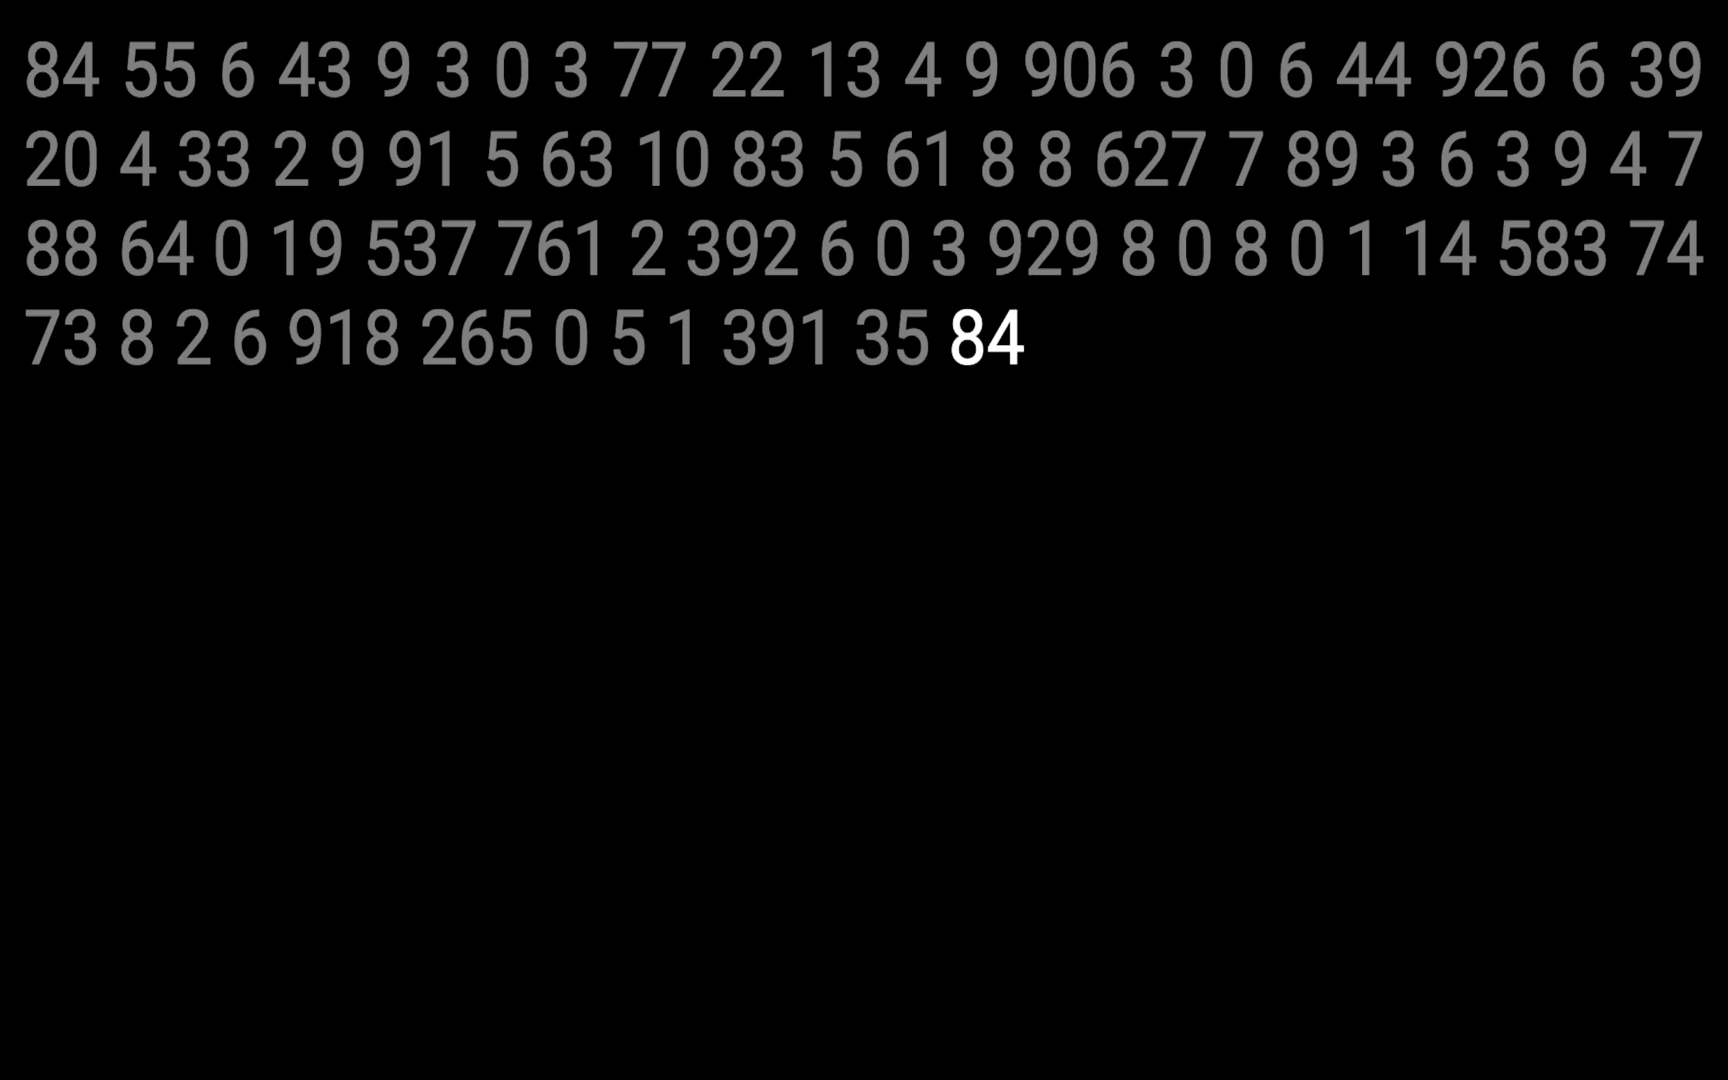 84 55 6 43 9 3 0 3 77 22 13 4 9 906 3 0 6 44 926 6 39
20 4 33 2 9 91 5 63 10 83 5 61 8 8 627 7 89 3 6 3 9 4 7
88 64 0 19 537 761 2 392 6 0 3 929 8 0 8 0 1 14 583 74
73 8 2 6 918 265 0 5 1 391 35 84